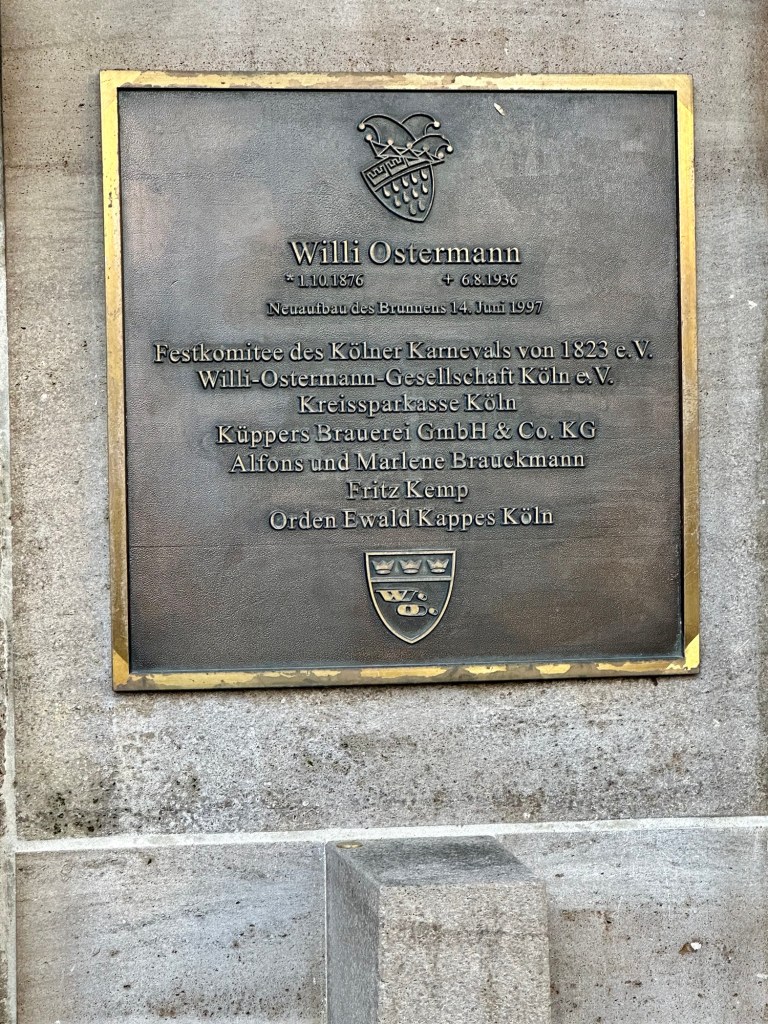 Willi Ostermann
* 1.10.1876 + 6.8.1936
Neuaufbau des Brunnens 14. Juni 1997
Festkomitee des Kölner Karnevals von 1823 e.V.
Willi-Ostermann-Gesellschaft Köln e.V.
Kreissparkasse Köln
Küppers Brauerei GmbH & Co. KG
Alfons und Marlene Brauckmann
Fritz Kemp
Orden Ewald Kappes Köln
W.
O.